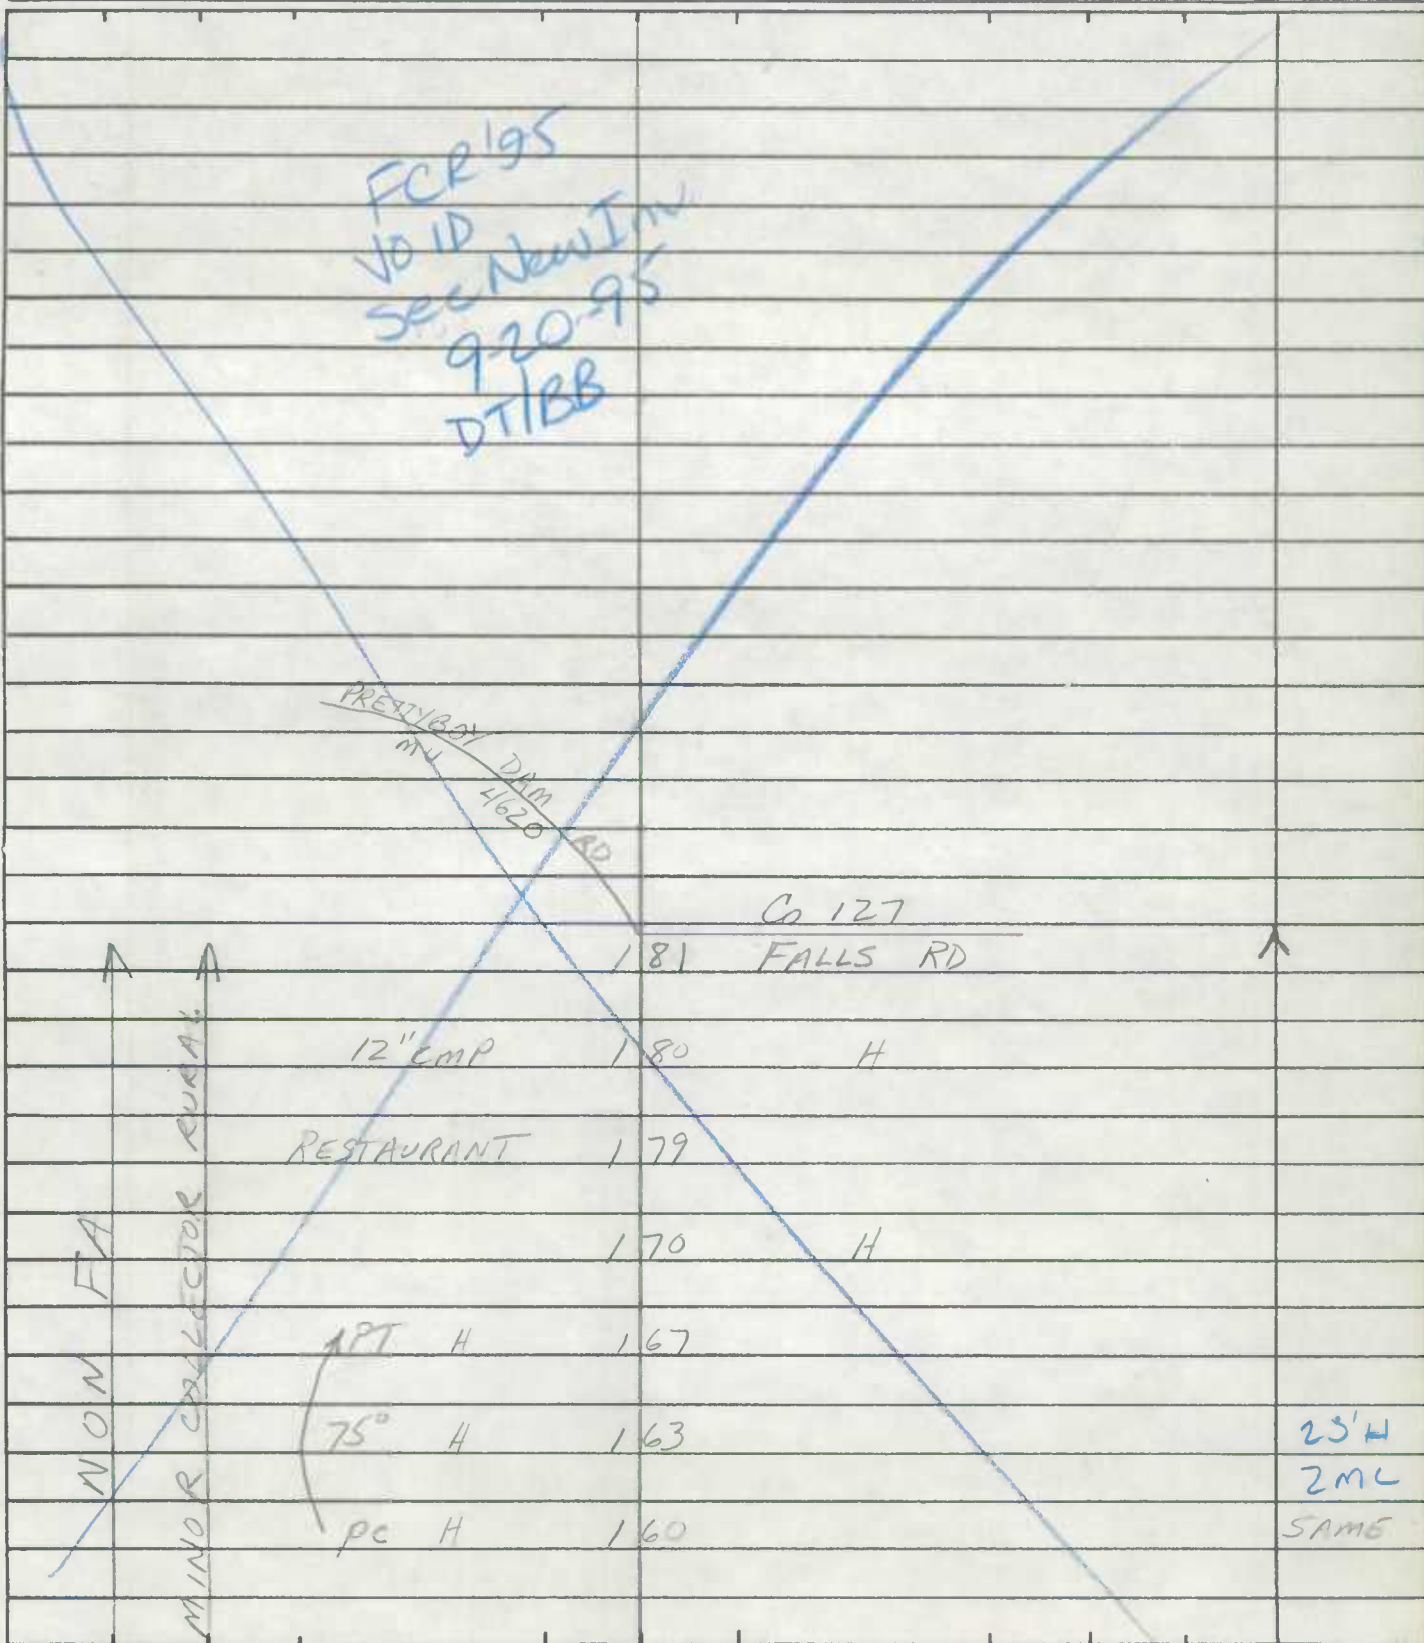 FCR '95
VOID
See New Inv
9-20-95
DT/BB
PRETTYBOY DAM RD
MU 4620
Co 127
1 81 FALLS RD
12" CMP 1 80 H
RESTAURANT 1 79
1 70 H
PT H 1 67
75° H 1 63
PC H 1 60
NON FA
MINOR COLLECTOR RURAL
23'H
2ML
SAME